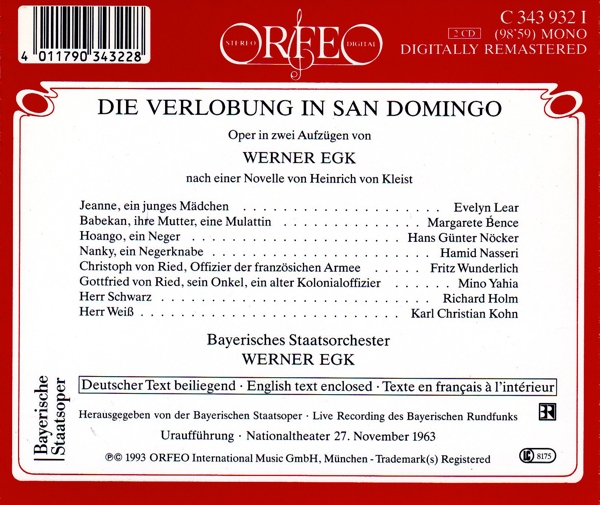 4 011790 343228
ORFEO
STEREO DIGITAL
C 343 932 I
2 CD (98'59) MONO
DIGITALLY REMASTERED
DIE VERLOBUNG IN SAN DOMINGO
Oper in zwei Aufzügen von
WERNER EGK
nach einer Novelle von Heinrich von Kleist
Jeanne, ein junges Mädchen . . . . . . . . . . . . . . . . . . . . Evelyn Lear
Babekan, ihre Mutter, eine Mulattin . . . . . . . . . . . . . Margarete Bence
Hoango, ein Neger . . . . . . . . . . . . . . . . . . . . Hans Günter Nöcker
Nanky, ein Negerknabe . . . . . . . . . . . . . . . . . . . . Hamid Nasseri
Christoph von Ried, Offizier der französichen Armee . . . . . Fritz Wunderlich
Gottfried von Ried, sein Onkel, ein alter Kolonialoffizier . . . . . Mino Yahia
Herr Schwarz . . . . . . . . . . . . . . . . . . . . . . . . . Richard Holm
Herr Weiß . . . . . . . . . . . . . . . . . . . . . . . Karl Christian Kohn
Bayerisches Staatsorchester
WERNER EGK
Bayerische
Staatsoper
Deutscher Text beiliegend · English text enclosed · Texte en français à l'intérieur
Herausgegeben von der Bayerischen Staatsoper · Live Recording des Bayerischen Rundfunks
BR
Uraufführung · Nationaltheater 27. November 1963
℗© 1993 ORFEO International Music GmbH, München - Trademark(s) Registered
LC 8175